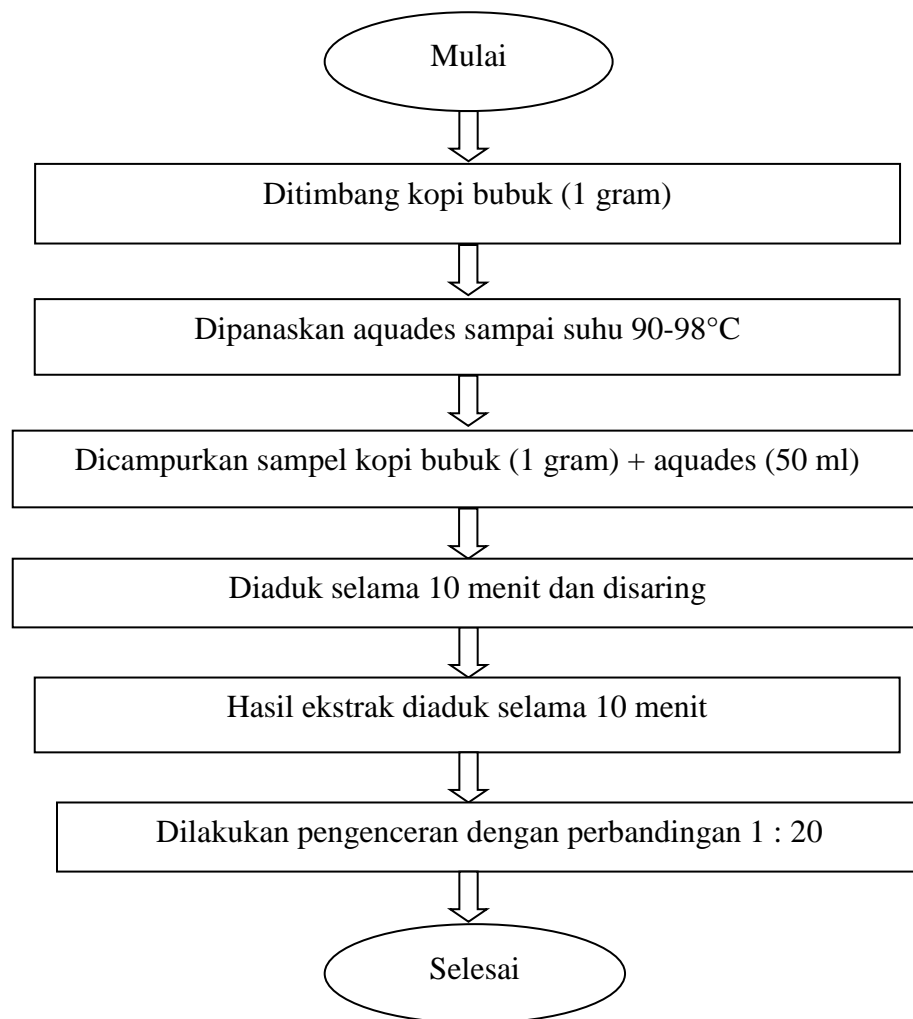 Mulai
Ditimbang kopi bubuk (1 gram)
Dipanaskan aquades sampai suhu 90-98°C
Dicampurkan sampel kopi bubuk (1 gram) + aquades (50 ml)
Diaduk selama 10 menit dan disaring
Hasil ekstrak diaduk selama 10 menit
Dilakukan pengenceran dengan perbandingan 1 : 20
Selesai